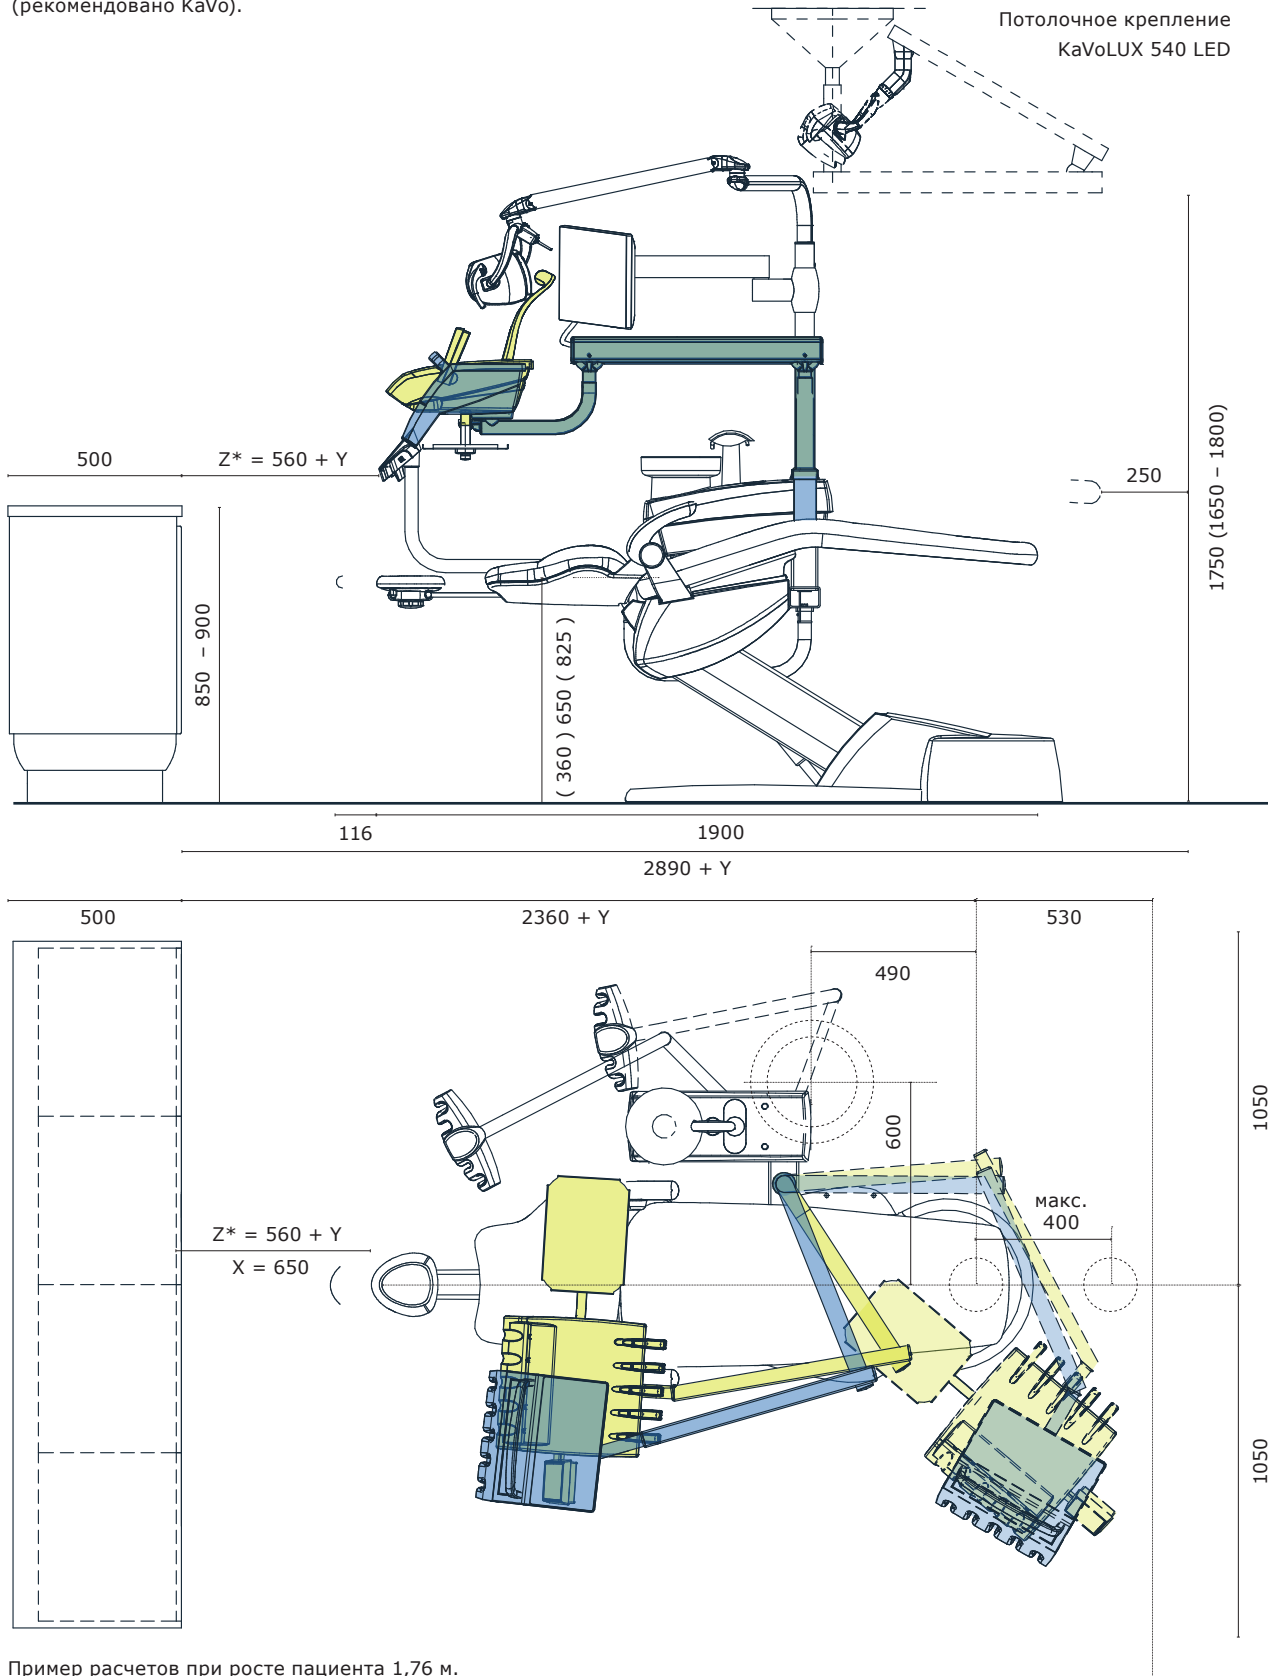 (рекомендовано KaVo).
Потолочное крепление
KaVoLUX 540 LED
500
Z* = 560 + Y
250
1750 (1650 – 1800)
850 – 900
( 360 ) 650 ( 825 )
116
1900
2890 + Y
500
2360 + Y
530
490
1050
600
макс.
400
Z* = 560 + Y
X = 650
1050
Пример расчетов при росте пациента 1,76 м.